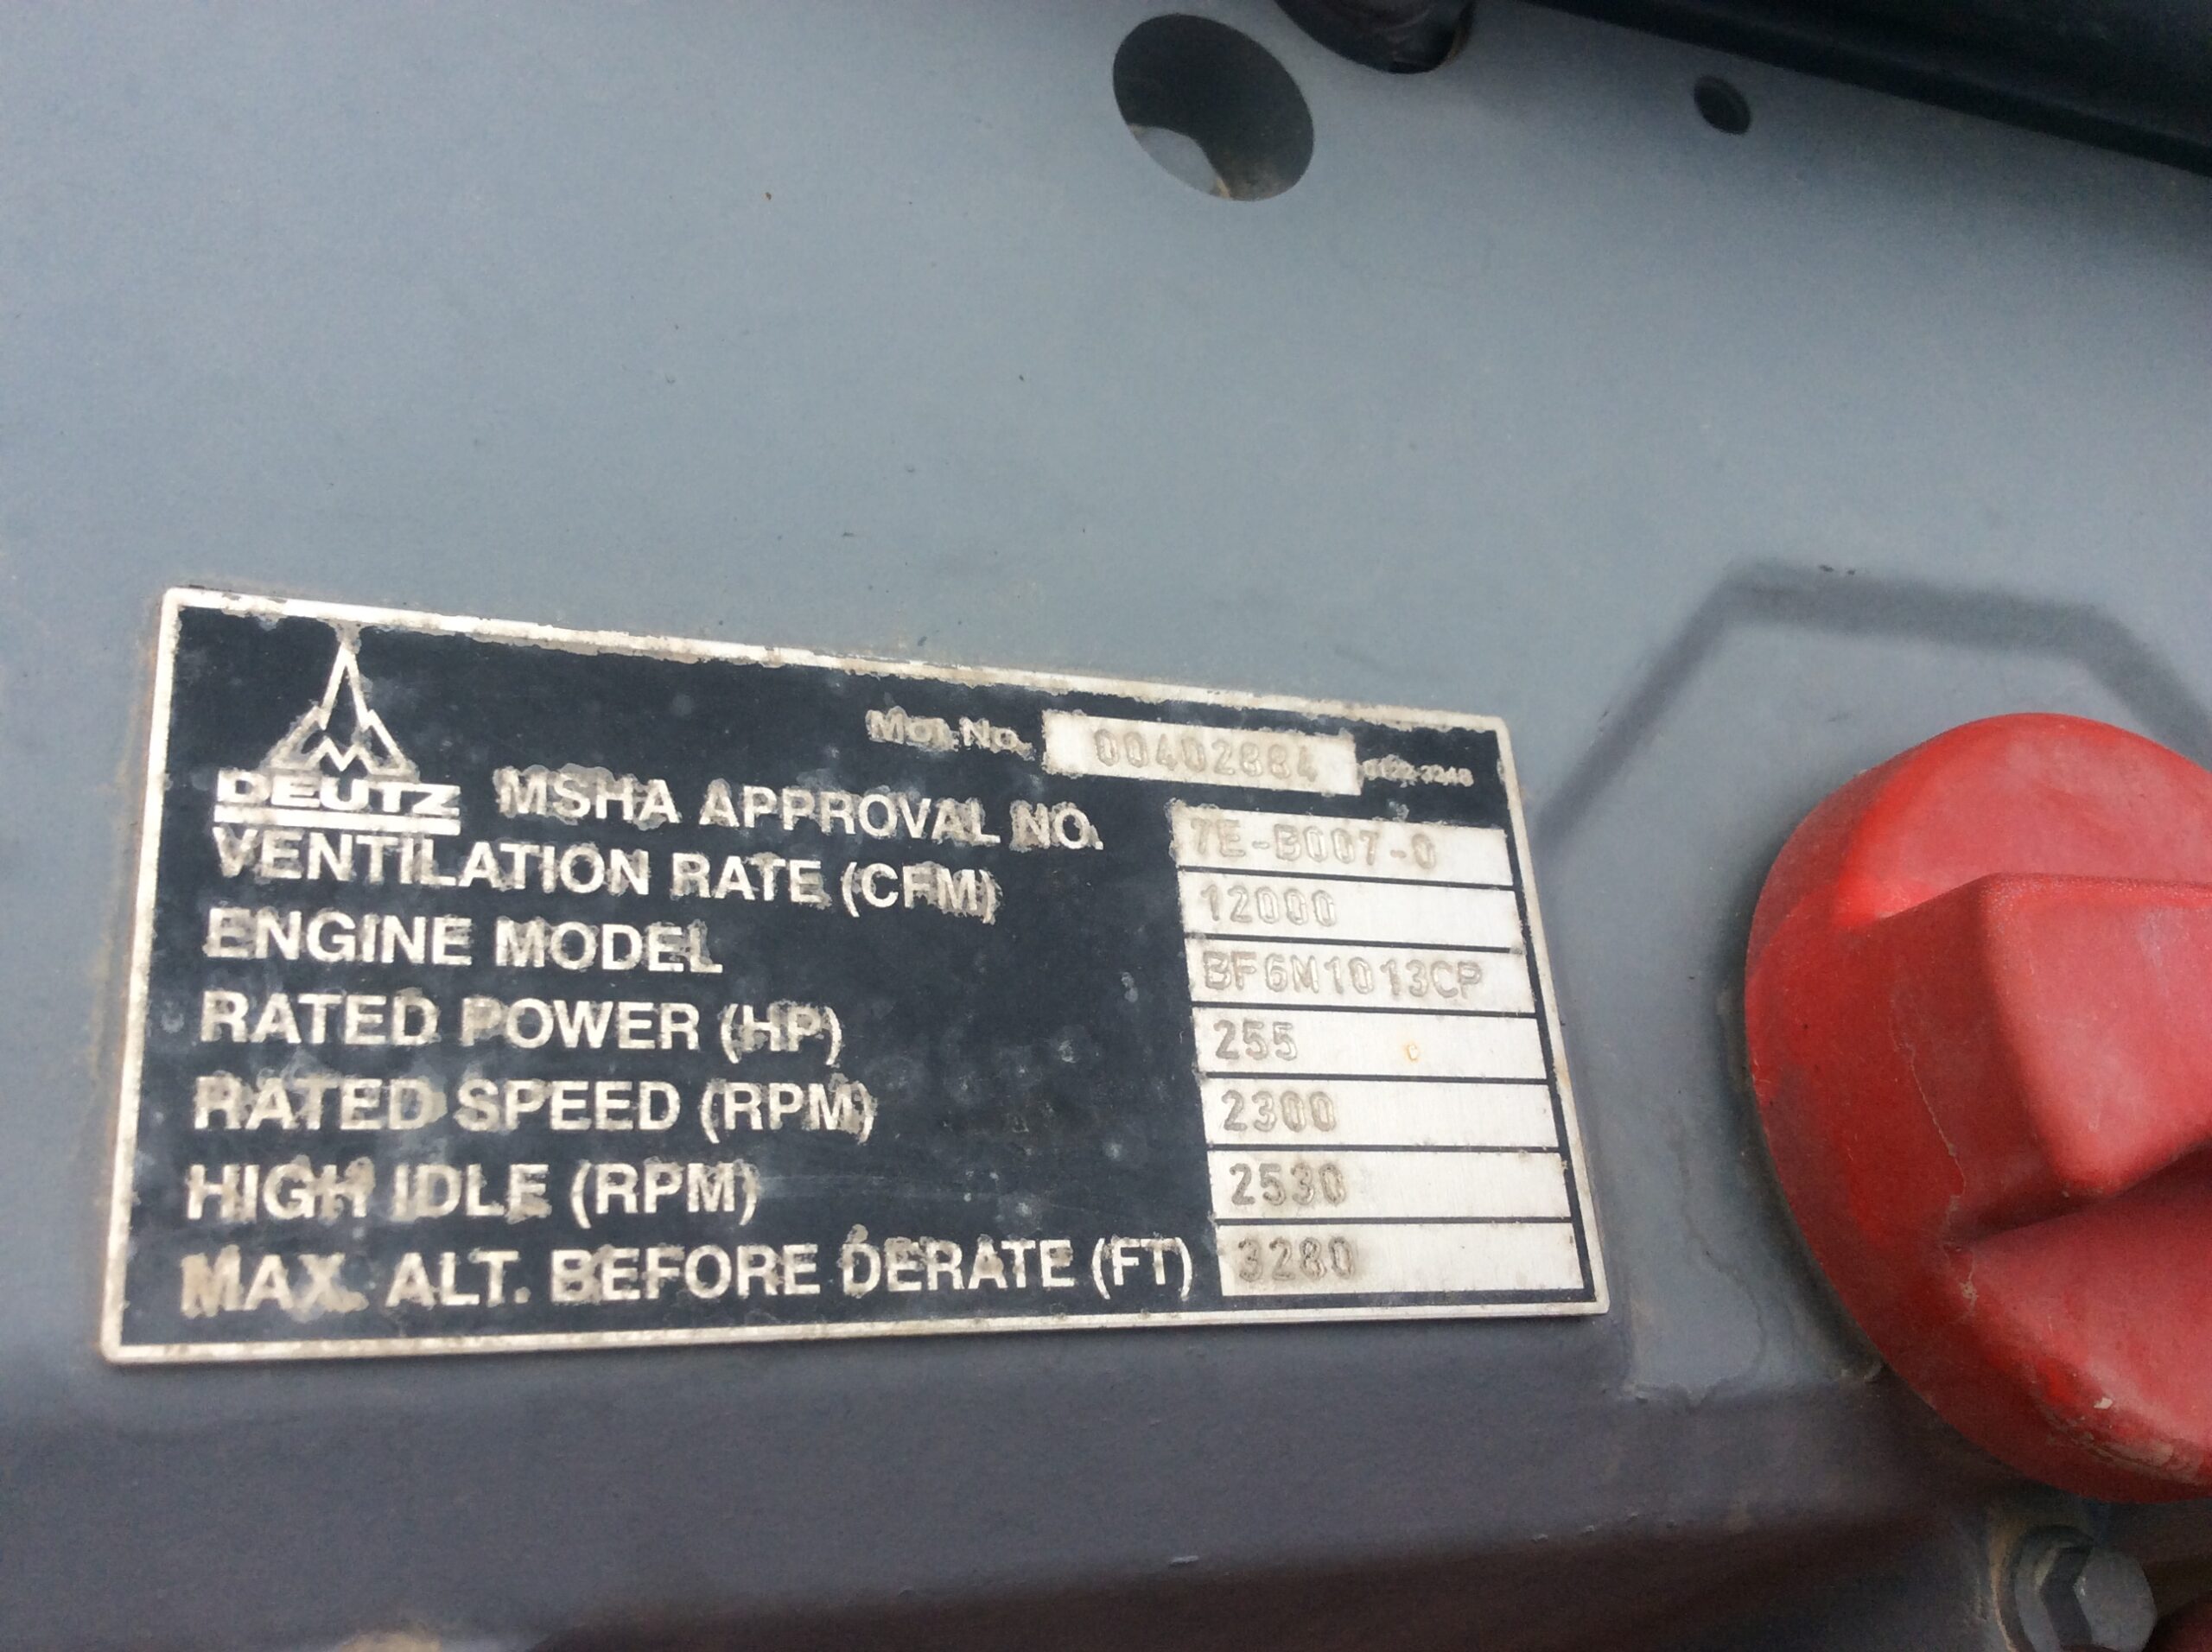 Mot.-No. 00402884
DEUTZ MSHA APPROVAL NO. 7E-B007-0
VENTILATION RATE (CFM) 12000
ENGINE MODEL BF6M1013CP
RATED POWER (HP) 255
RATED SPEED (RPM) 2300
HIGH IDLE (RPM) 2530
MAX. ALT. BEFORE DERATE (FT) 3280